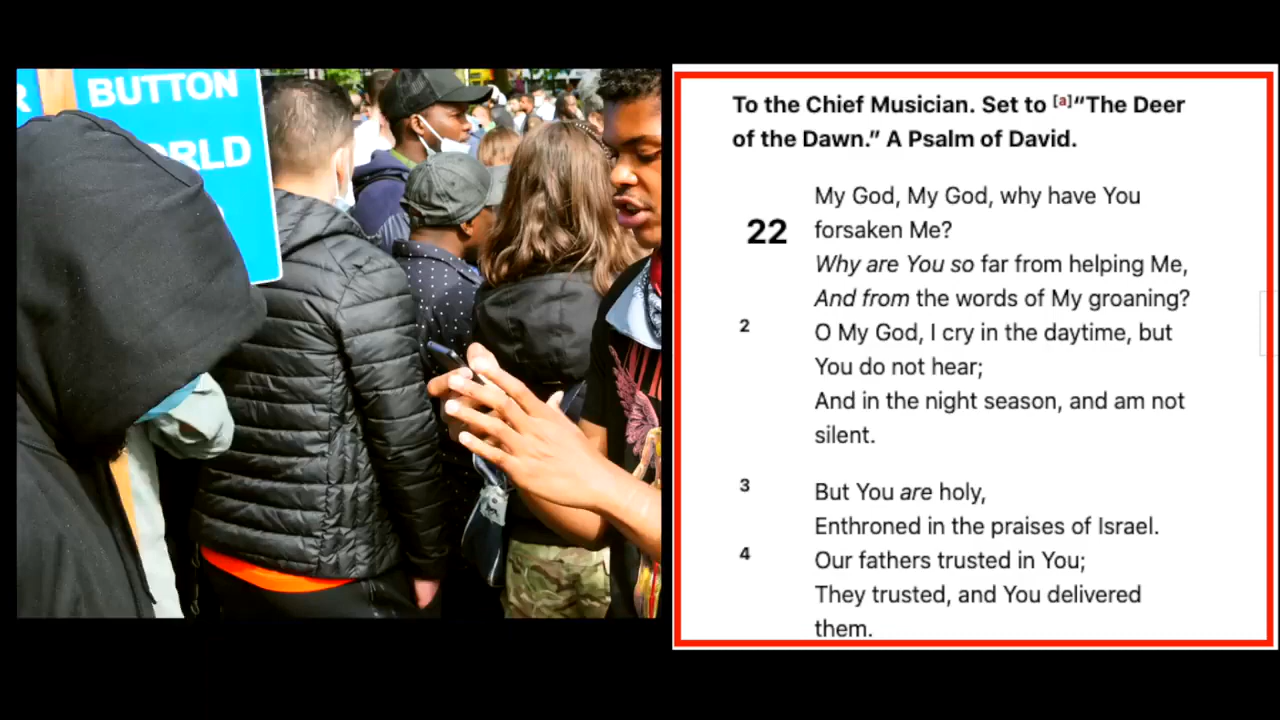 R
BUTTON
ORLD
To the Chief Musician. Set to [a]“The Deer
of the Dawn.” A Psalm of David.
22
My God, My God, why have You
forsaken Me?
Why are You so far from helping Me,
And from the words of My groaning?
2
O My God, I cry in the daytime, but
You do not hear;
And in the night season, and am not
silent.
3
But You are holy,
Enthroned in the praises of Israel.
4
Our fathers trusted in You;
They trusted, and You delivered
them.